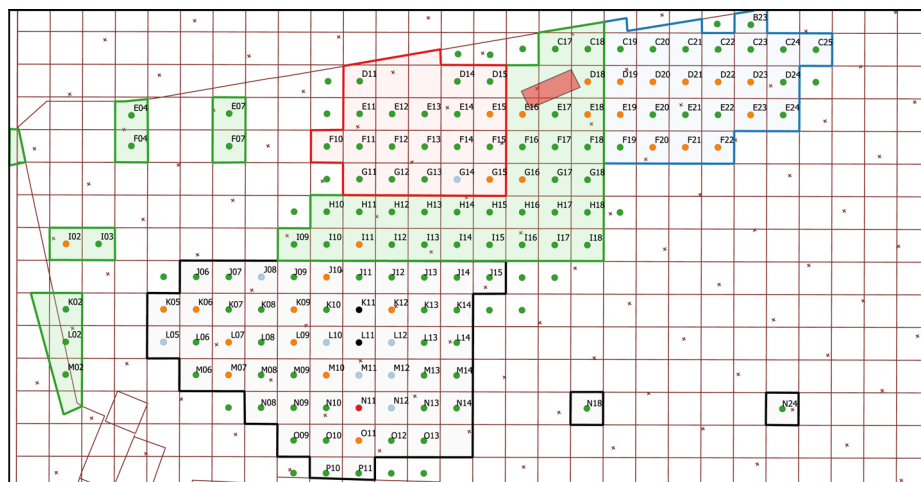 B23
C17 C18 C19 C20 C21 C22 C23 C24 C25
D11 D14 D15 D18 D19 D20 D21 D22 D23 D24
E04 E07 E11 E12 E13 E14 E15 E16 E17 E18 E19 E20 E21 E22 E23 E24
F04 F07 F10 F11 F12 F13 F14 F15 F16 F17 F18 F19 F20 F21 F22
G11 G12 G13 G14 G15 G16 G17 G18
H10 H11 H12 H13 H14 H15 H16 H17 H18
I02 I03 I09 I10 I11 I12 I13 I14 I15 I16 I17 I18
J06 J07 J08 J09 J10 J11 J12 J13 J14 J15
K02 K05 K06 K07 K08 K09 K10 K11 K12 K13 K14
L02 L05 L06 L07 L08 L09 L10 L11 L12 L13 L14
M02 M06 M07 M08 M09 M10 M11 M12 M13 M14
N08 N09 N10 N11 N12 N13 N14 N18 N24
O09 O10 O11 O12 O13
P10 P11